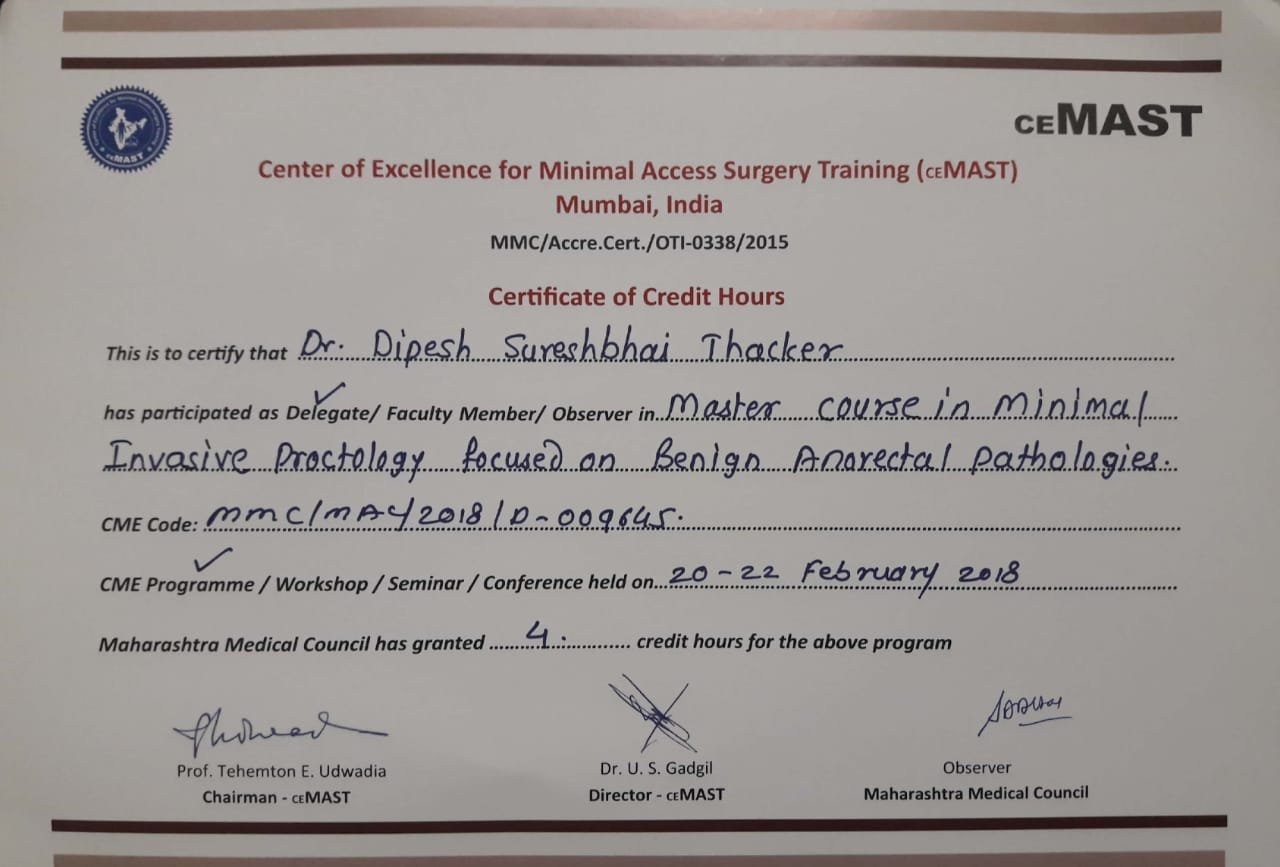 CEMAST
CEMAST
Center of Excellence for Minimal Access Surgery Training (CEMAST)
Mumbai, India
MMC/Accre.Cert./OTI-0338/2015
Certificate of Credit Hours
This is to certify that Dr. Dipesh Sureshbhai Thacker
has participated as Delegate/ Faculty Member/ Observer in Master course in Minimal
Invasive Proctology focused on Benign Anorectal Pathologies.
CME Code: MMC/MAY/2018/D-009645.
CME Programme / Workshop / Seminar / Conference held on 20-22 February 2018
Maharashtra Medical Council has granted 4. credit hours for the above program
Prof. Tehemton E. Udwadia Dr. U. S. Gadgil Observer
Chairman - CEMAST Director - CEMAST Maharashtra Medical Council